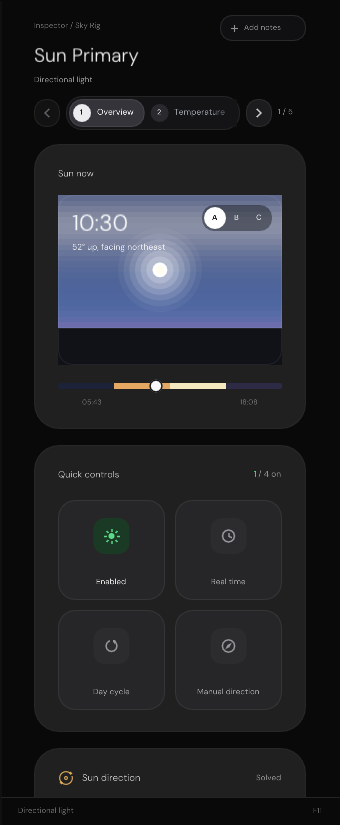 Inspector / Sky Rig
Add notes
Sun Primary
Directional light
1 Overview
2 Temperature
1 / 5
Sun now
10:30
A B C
52° up, facing northeast
05:43
18:08
Quick controls
1 / 4 on
Enabled
Real time
Day cycle
Manual direction
Sun direction
Solved
Directional light
F11